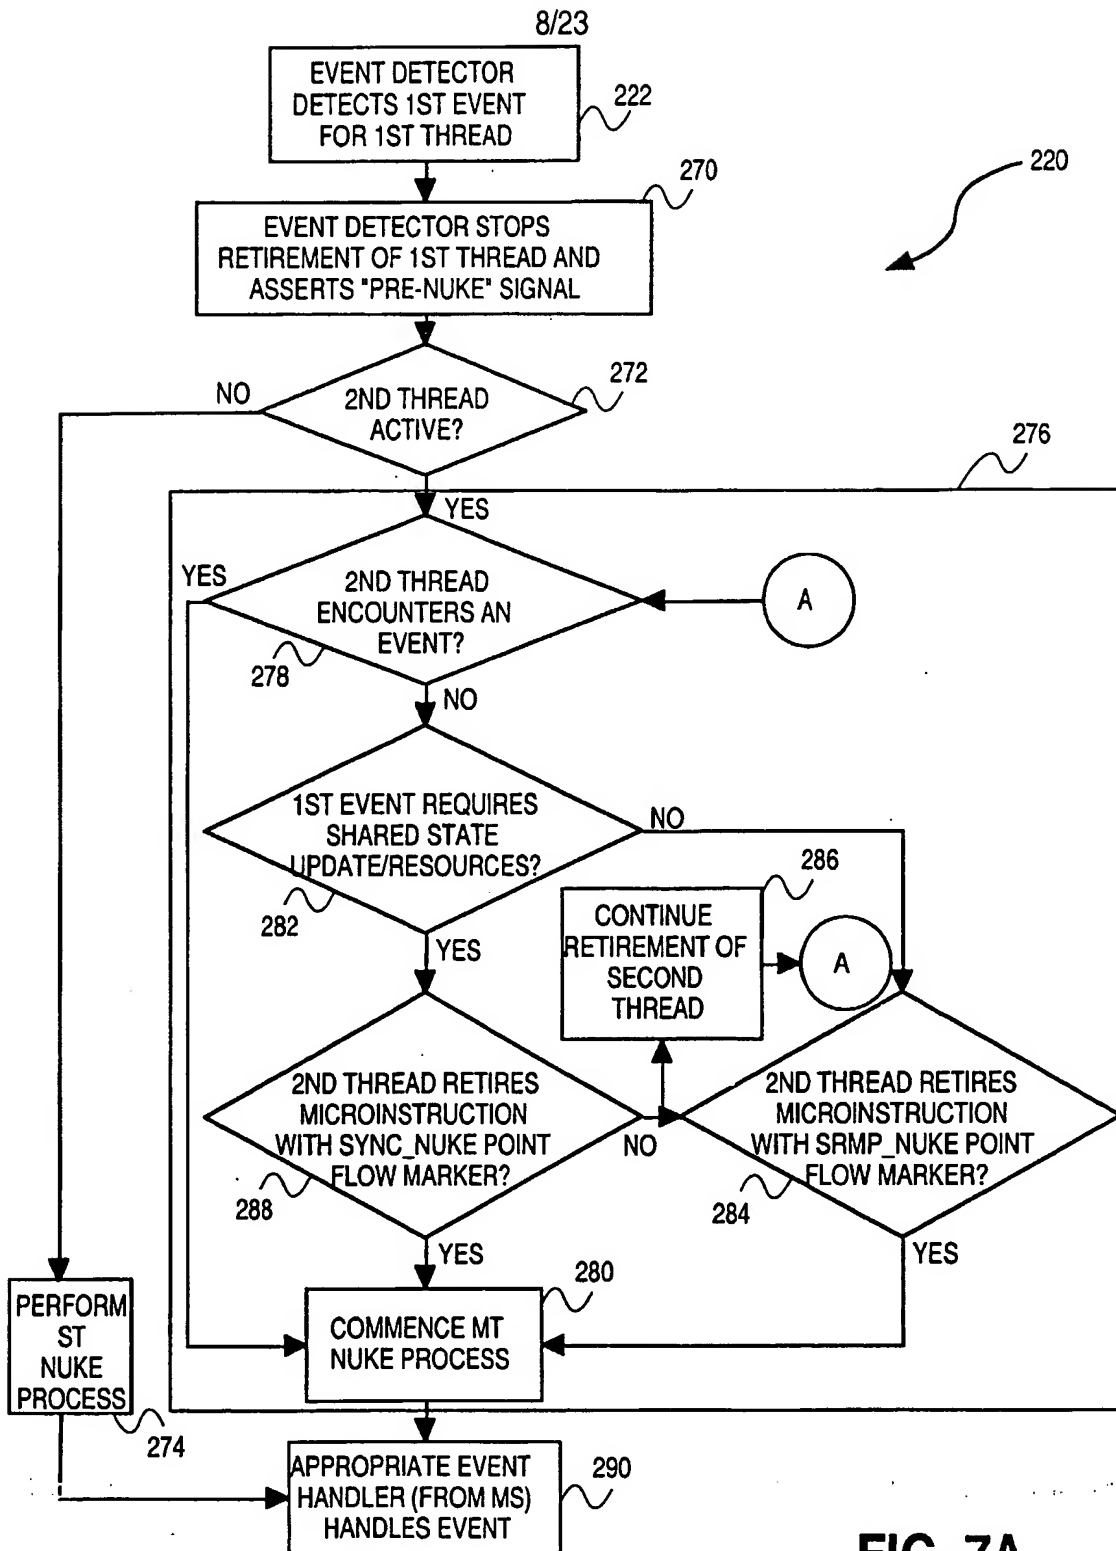 8/23
EVENT DETECTOR
DETECTS 1ST EVENT
FOR 1ST THREAD
222
220
270
EVENT DETECTOR STOPS
RETIREMENT OF 1ST THREAD AND
ASSERTS "PRE-NUKE" SIGNAL
272
NO
2ND THREAD
ACTIVE?
276
YES
YES
2ND THREAD
ENCOUNTERS AN
EVENT?
A
278
NO
1ST EVENT REQUIRES
SHARED STATE
UPDATE/RESOURCES?
NO
282
286
CONTINUE
RETIREMENT OF
SECOND
THREAD
A
YES
2ND THREAD RETIRES
MICROINSTRUCTION
WITH SYNC_NUKE POINT
FLOW MARKER?
NO
288
2ND THREAD RETIRES
MICROINSTRUCTION
WITH SRMP_NUKE POINT
FLOW MARKER?
284
YES
YES
280
COMMENCE MT
NUKE PROCESS
PERFORM
ST
NUKE
PROCESS
274
APPROPRIATE EVENT
HANDLER (FROM MS)
HANDLES EVENT
290
FIG. 7A